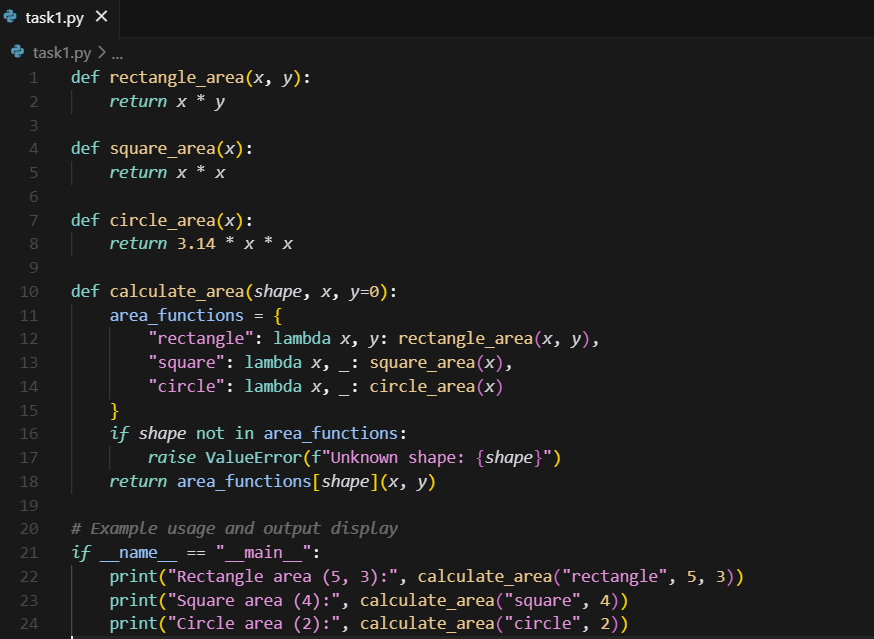 task1.py ×
task1.py > ...
1 def rectangle_area(x, y):
2     return x * y
3
4 def square_area(x):
5     return x * x
6
7 def circle_area(x):
8     return 3.14 * x * x
9
10 def calculate_area(shape, x, y=0):
11     area_functions = {
12         "rectangle": lambda x, y: rectangle_area(x, y),
13         "square": lambda x, _: square_area(x),
14         "circle": lambda x, _: circle_area(x)
15     }
16     if shape not in area_functions:
17         raise ValueError(f"Unknown shape: {shape}")
18     return area_functions[shape](x, y)
19
20 # Example usage and output display
21 if __name__ == "__main__":
22     print("Rectangle area (5, 3):", calculate_area("rectangle", 5, 3))
23     print("Square area (4):", calculate_area("square", 4))
24     print("Circle area (2):", calculate_area("circle", 2))